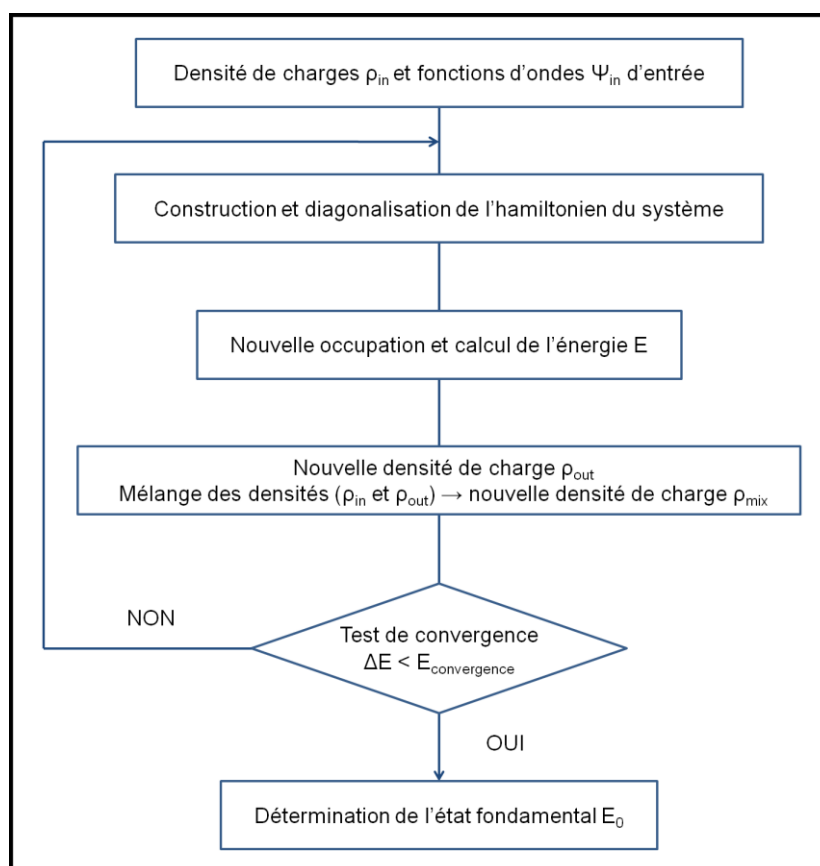 Densité de charges ρin et fonctions d'ondes Ψin d'entrée
Construction et diagonalisation de l'hamiltonien du système
Nouvelle occupation et calcul de l'énergie E
Nouvelle densité de charge ρout
Mélange des densités (ρin et ρout) → nouvelle densité de charge ρmix
NON
Test de convergence
ΔE < Econvergence
OUI
Détermination de l'état fondamental E0